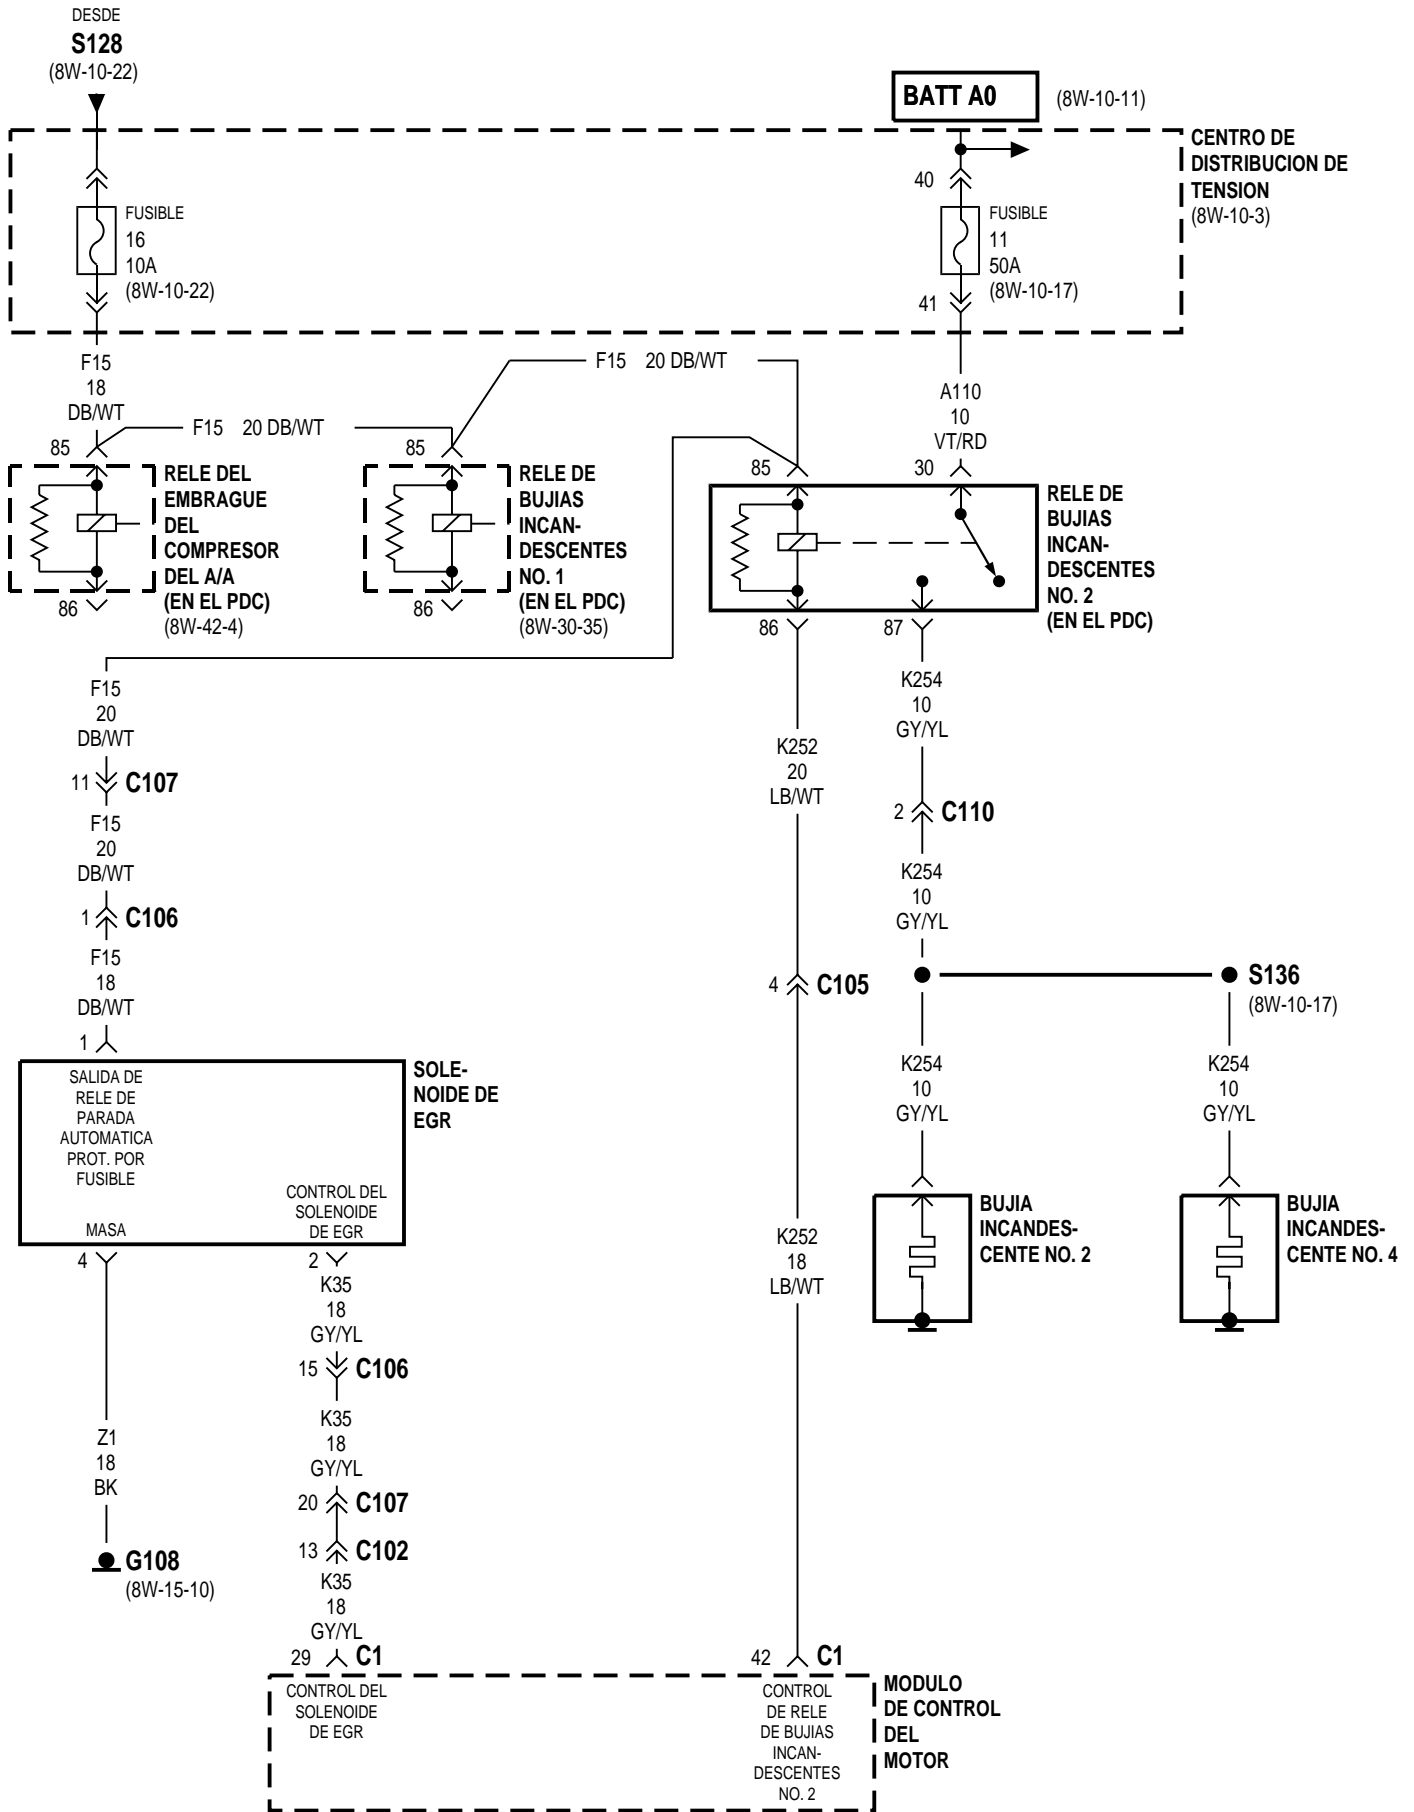 DESDE
S128
(8W-10-22)
BATT A0
(8W-10-11)
CENTRO DE
DISTRIBUCION DE
TENSION
(8W-10-3)
FUSIBLE
16
10A
(8W-10-22)
40
FUSIBLE
11
50A
(8W-10-17)
41
F15
18
DB/WT
F15 20 DB/WT
F15 20 DB/WT
A110
10
VT/RD
85
RELE DEL
EMBRAGUE
DEL
COMPRESOR
DEL A/A
(EN EL PDC)
(8W-42-4)
86
85
RELE DE
BUJIAS
INCAN-
DESCENTES
NO. 1
(EN EL PDC)
(8W-30-35)
86
85
30
RELE DE
BUJIAS
INCAN-
DESCENTES
NO. 2
(EN EL PDC)
86
87
F15
20
DB/WT
11 C107
F15
20
DB/WT
1 C106
F15
18
DB/WT
1
K252
20
LB/WT
4 C105
K254
10
GY/YL
2 C110
K254
10
GY/YL
S136
(8W-10-17)
K254
10
GY/YL
K254
10
GY/YL
SALIDA DE
RELE DE
PARADA
AUTOMATICA
PROT. POR
FUSIBLE
MASA
CONTROL DEL
SOLENOIDE
DE EGR
SOLE-
NOIDE DE
EGR
BUJIA
INCANDES-
CENTE NO. 2
BUJIA
INCANDES-
CENTE NO. 4
4
2
K35
18
GY/YL
15 C106
K35
18
GY/YL
20 C107
13 C102
K35
18
GY/YL
29 C1
Z1
18
BK
G108
(8W-15-10)
K252
18
LB/WT
42 C1
CONTROL DEL
SOLENOIDE
DE EGR
CONTROL
DE RELE
DE BUJIAS
INCAN-
DESCENTES
NO. 2
MODULO
DE CONTROL
DEL
MOTOR